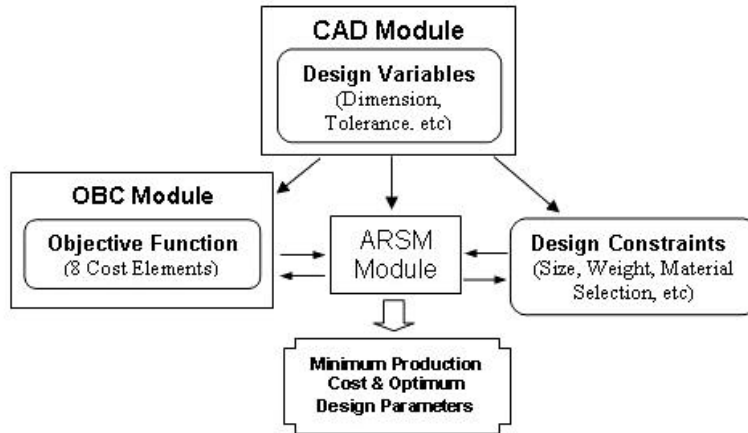 CAD Module
Design Variables
(Dimension,
Tolerance, etc)
OBC Module
Objective Function
(8 Cost Elements)
ARSM
Module
Design Constraints
(Size, Weight, Material
Selection, etc)
Minimum Production
Cost & Optimum
Design Parameters